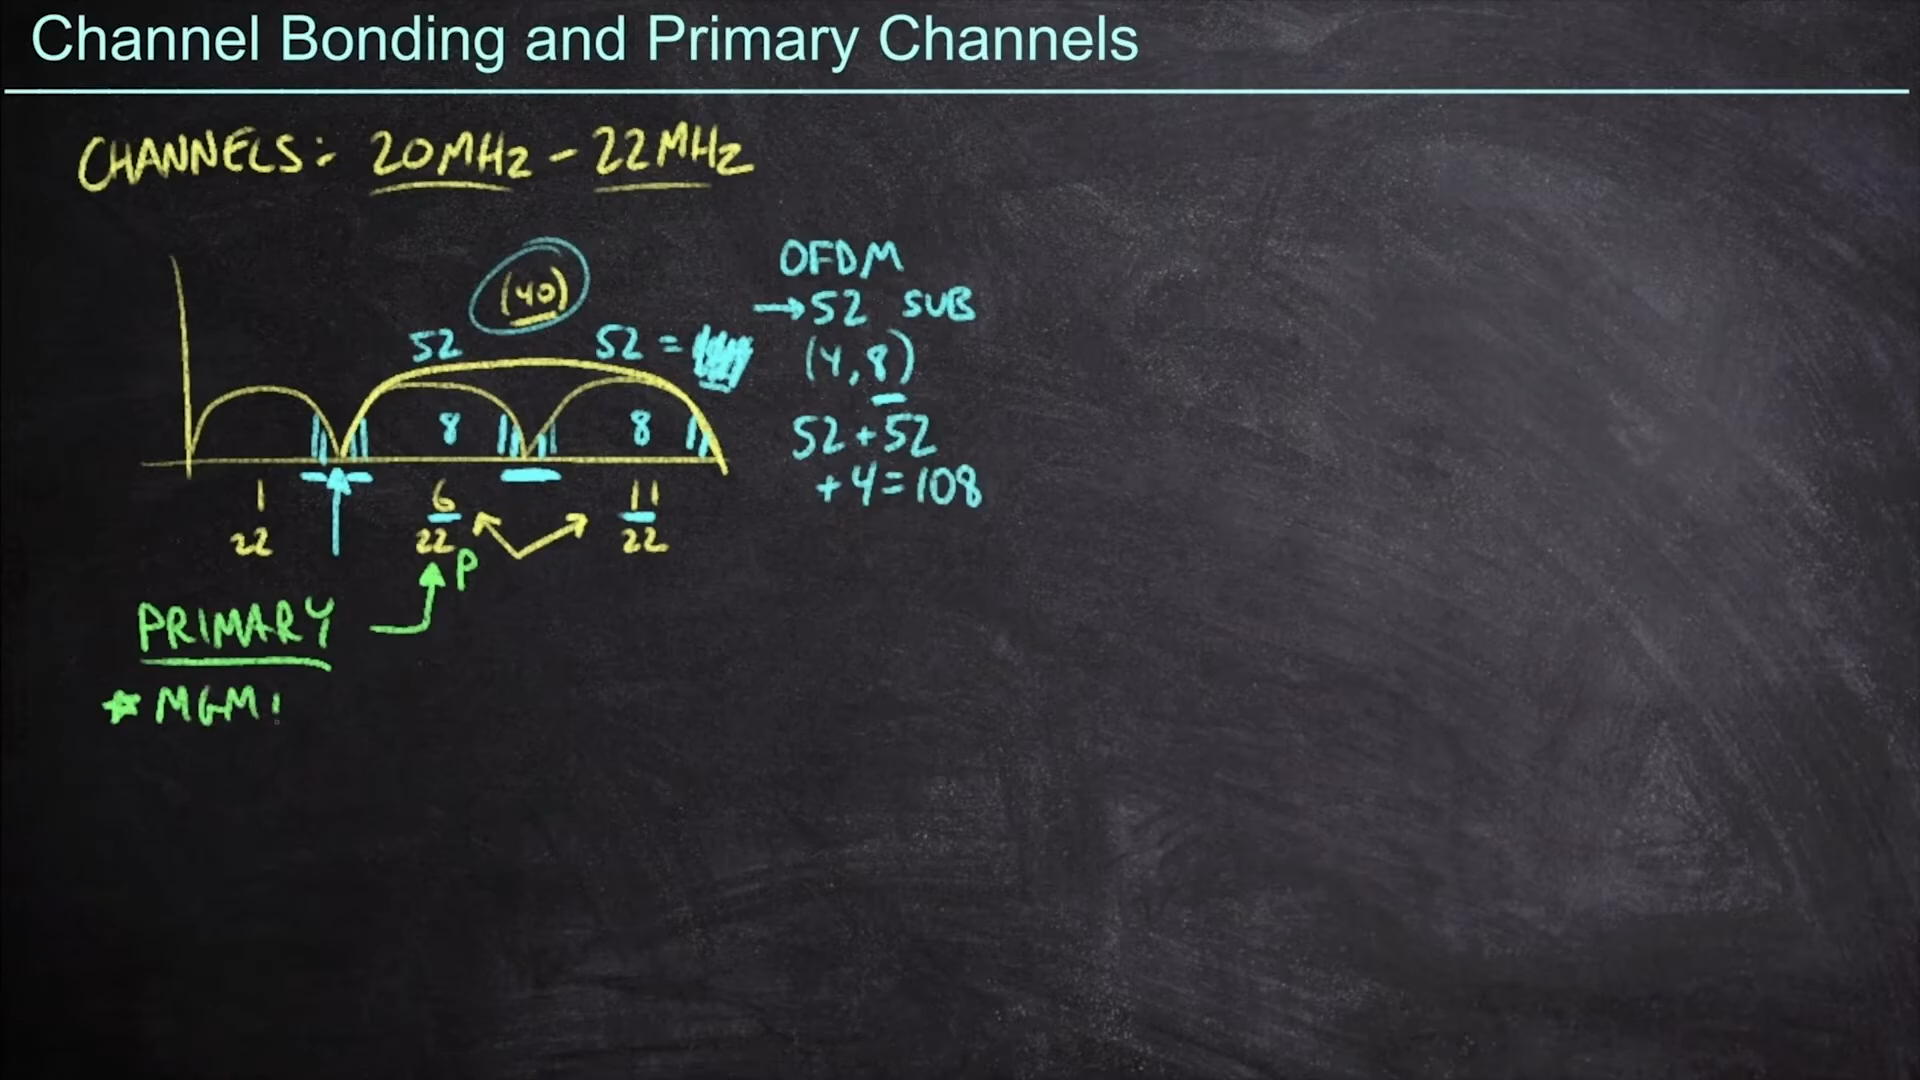 Channel Bonding and Primary Channels
CHANNELS: 20MHz - 22MHz
(40)
52 52 =
8 8
1 6 11
22 22 22
P
OFDM
→52 SUB
(4,8)
52+52
+4=108
PRIMARY
★ MGM